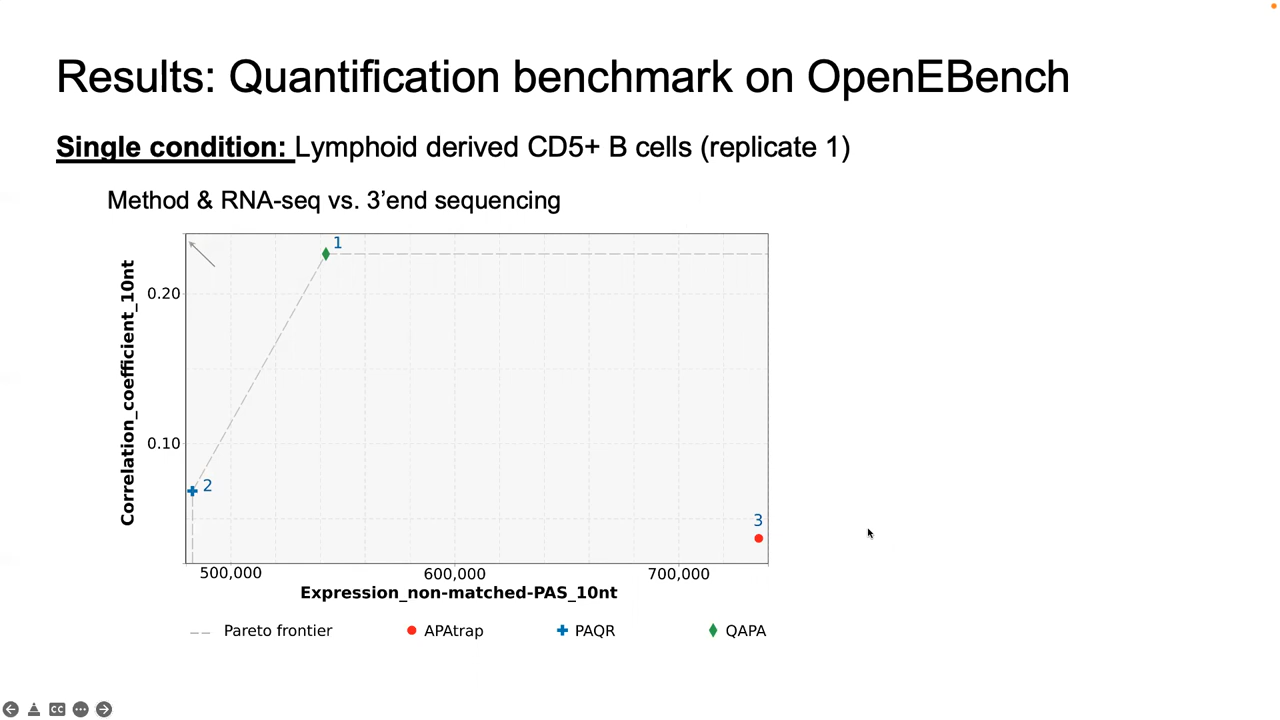 Results: Quantification benchmark on OpenEBench
Single condition: Lymphoid derived CD5+ B cells (replicate 1)
Method & RNA-seq vs. 3’end sequencing
1
0.20
Correlation_coefficient_10nt
0.10
2
3
500,000 600,000 700,000
Expression_non-matched-PAS_10nt
Pareto frontier APAtrap PAQR QAPA
CC